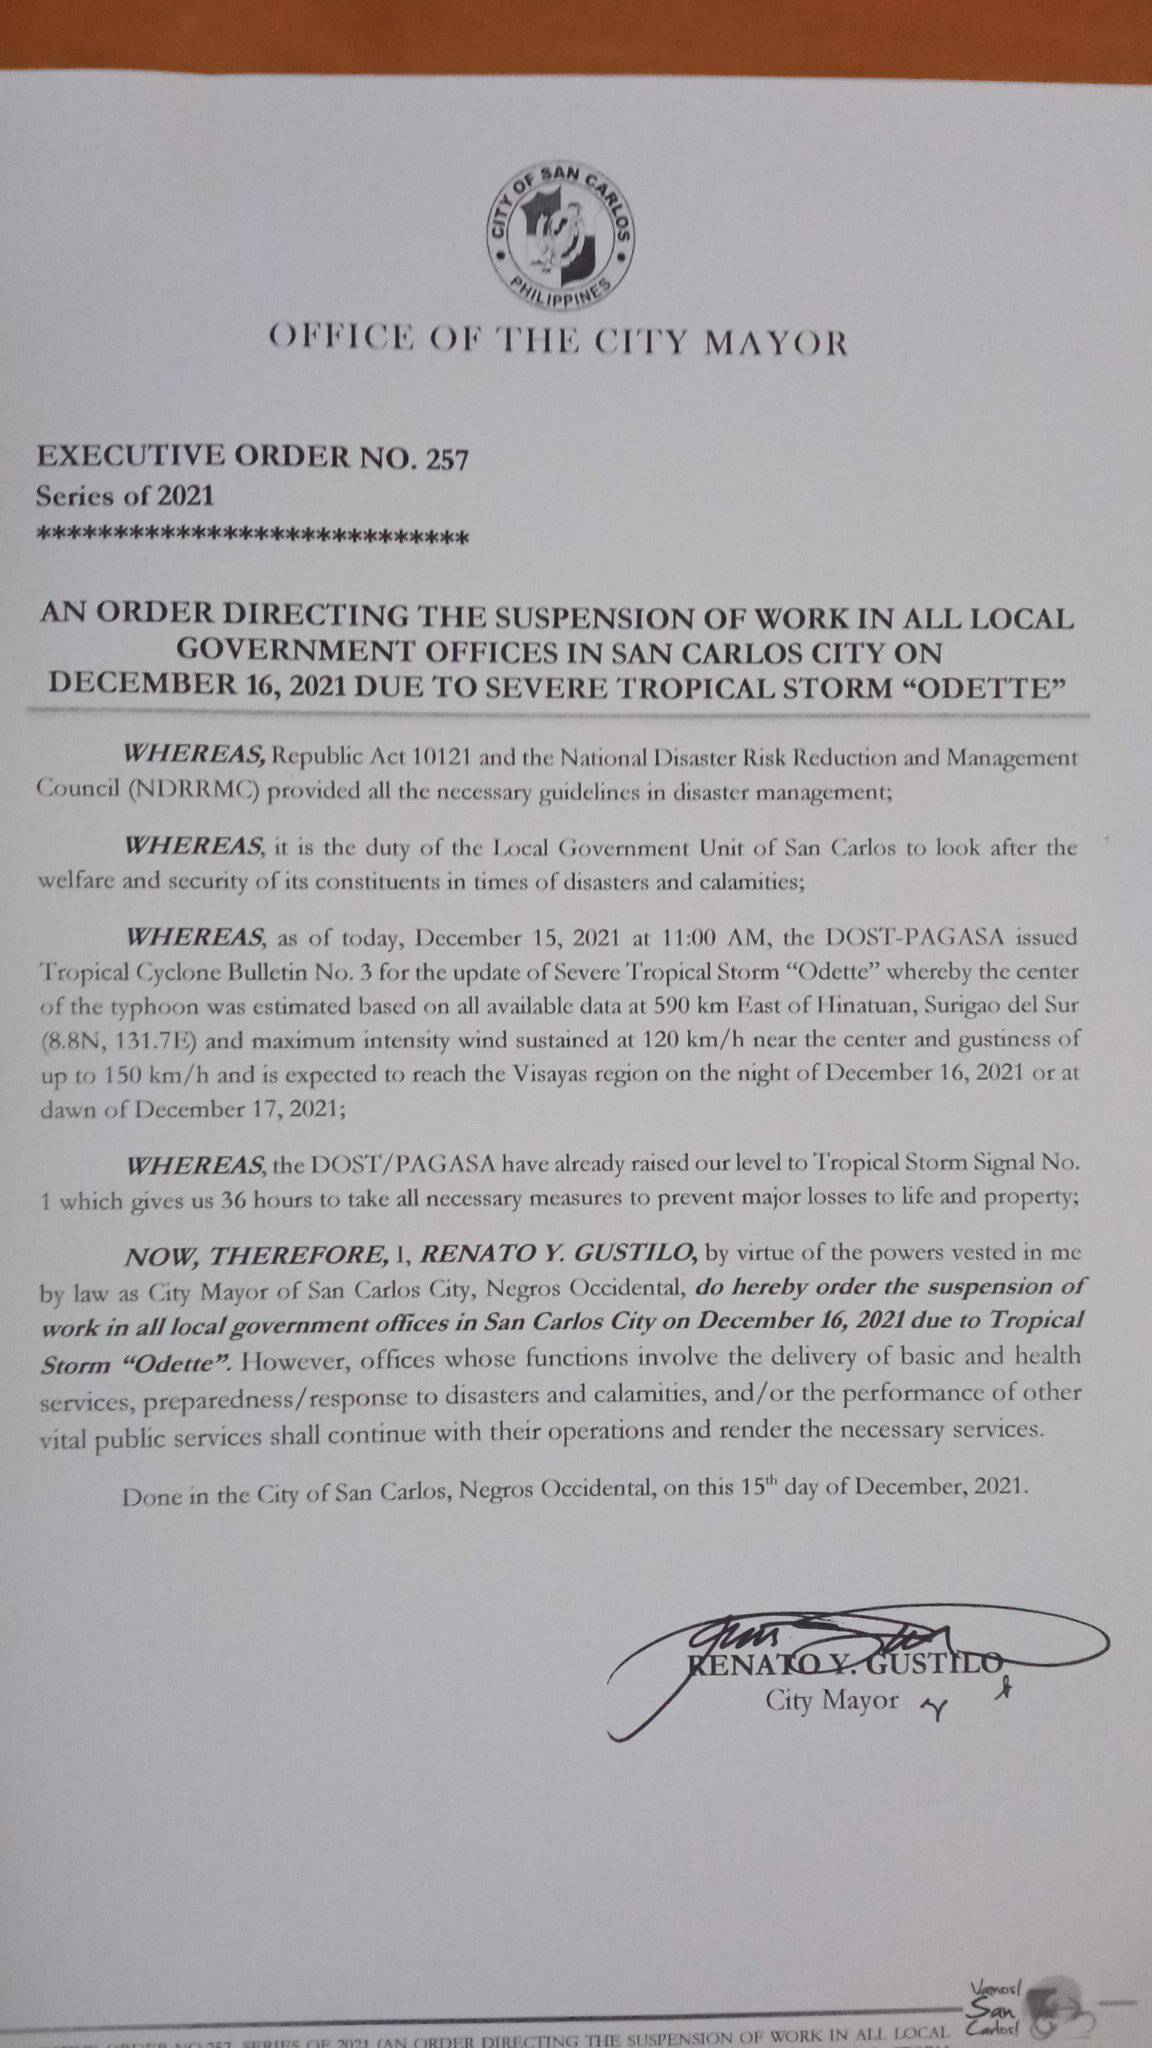 CITY OF SAN CARLOS
PHILIPPINES
OFFICE OF THE CITY MAYOR
EXECUTIVE ORDER NO. 257
Series of 2021
****************************
AN ORDER DIRECTING THE SUSPENSION OF WORK IN ALL LOCAL
GOVERNMENT OFFICES IN SAN CARLOS CITY ON
DECEMBER 16, 2021 DUE TO SEVERE TROPICAL STORM “ODETTE”
WHEREAS, Republic Act 10121 and the National Disaster Risk Reduction and Management
Council (NDRRMC) provided all the necessary guidelines in disaster management;
WHEREAS, it is the duty of the Local Government Unit of San Carlos to look after the
welfare and security of its constituents in times of disasters and calamities;
WHEREAS, as of today, December 15, 2021 at 11:00 AM, the DOST-PAGASA issued
Tropical Cyclone Bulletin No. 3 for the update of Severe Tropical Storm “Odette” whereby the center
of the typhoon was estimated based on all available data at 590 km East of Hinatuan, Surigao del Sur
(8.8N, 131.7E) and maximum intensity wind sustained at 120 km/h near the center and gustiness of
up to 150 km/h and is expected to reach the Visayas region on the night of December 16, 2021 or at
dawn of December 17, 2021;
WHEREAS, the DOST/PAGASA have already raised our level to Tropical Storm Signal No.
1 which gives us 36 hours to take all necessary measures to prevent major losses to life and property;
NOW, THEREFORE, I, RENATO Y. GUSTILO, by virtue of the powers vested in me
by law as City Mayor of San Carlos City, Negros Occidental, do hereby order the suspension of
work in all local government offices in San Carlos City on December 16, 2021 due to Tropical
Storm “Odette”. However, offices whose functions involve the delivery of basic and health
services, preparedness/response to disasters and calamities, and/or the performance of other
vital public services shall continue with their operations and render the necessary services.
Done in the City of San Carlos, Negros Occidental, on this 15th day of December, 2021.
RENATO Y. GUSTILO
City Mayor
Vamos!
San
Carlos!
ORDER NO 257, SERIES OF 2021 (AN ORDER DIRECTING THE SUSPENSION OF WORK IN ALL LOCAL